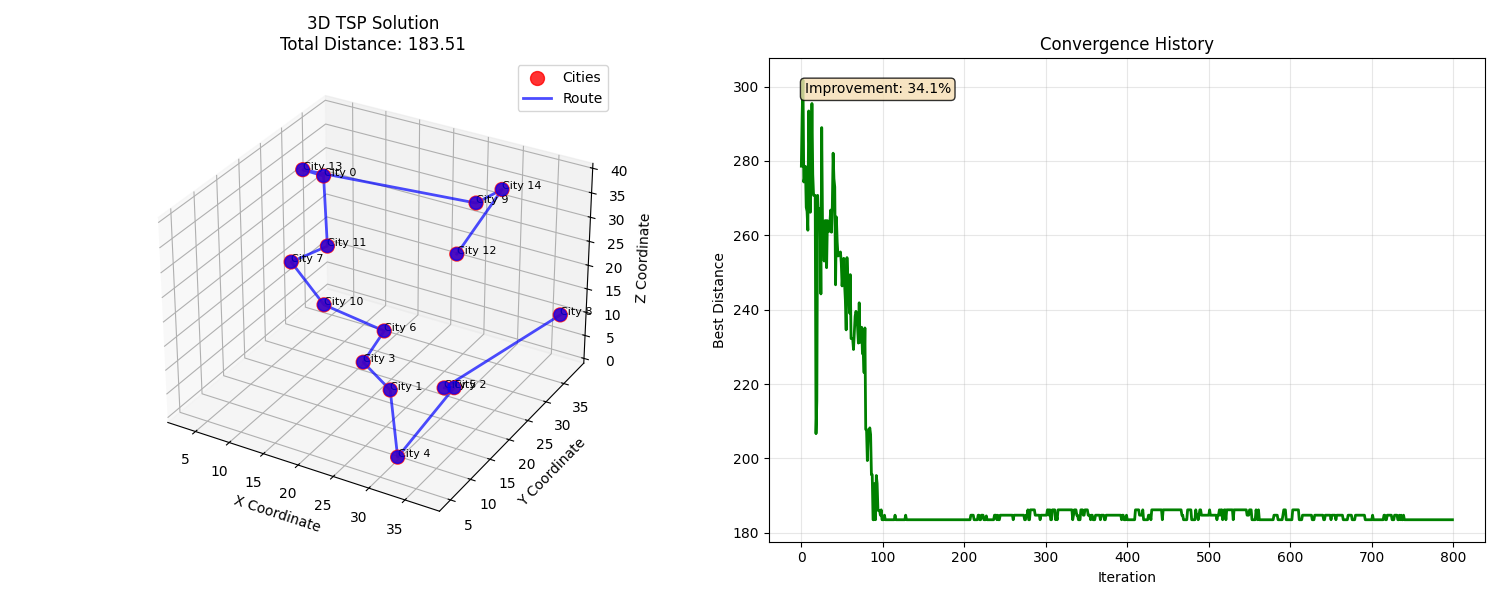 3D TSP Solution
Total Distance: 183.51
Cities
Route
City 13
City 0
City 14
City 9
City 11
City 12
City 7
City 10
City 8
City 6
City 3
City 1
City 2
City 4
40
35
30
25
20
15
10
5
0
Z Coordinate
5
10
15
20
25
30
35
X Coordinate
5
10
15
20
25
30
35
Y Coordinate
Convergence History
Improvement: 34.1%
300
280
260
240
220
200
180
Best Distance
0
100
200
300
400
500
600
700
800
Iteration